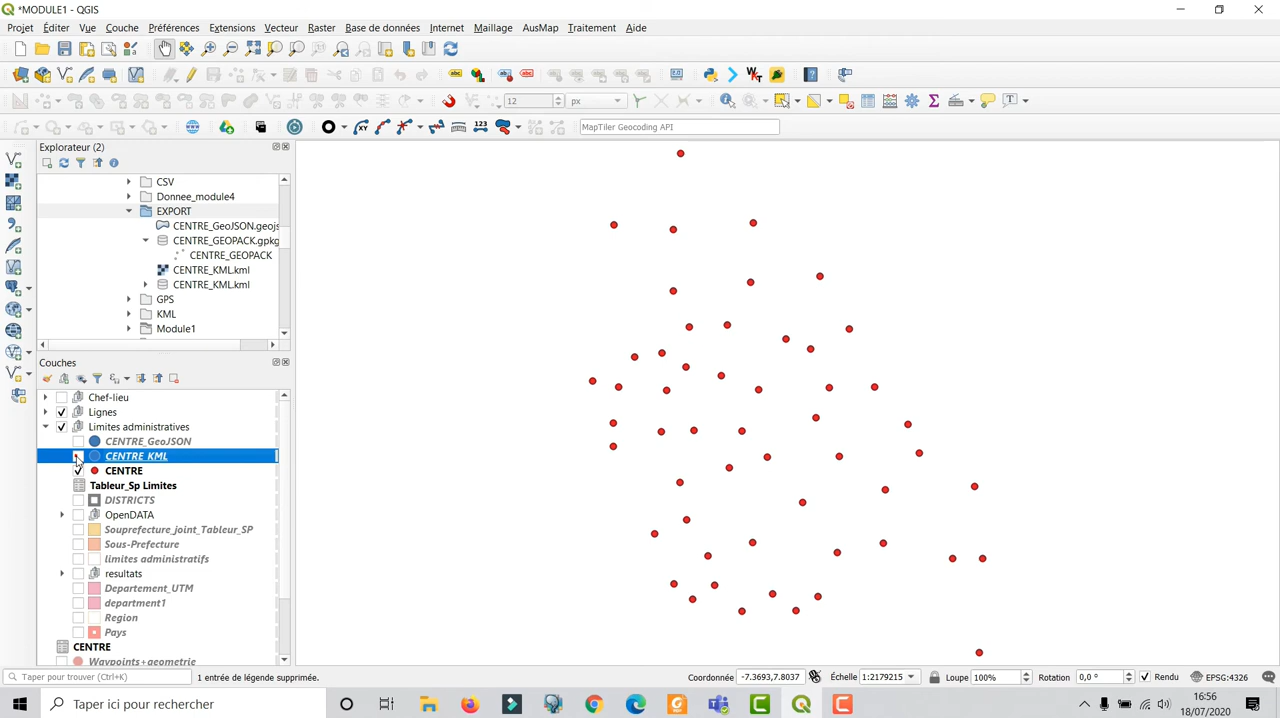 *MODULE1 - QGIS
Projet Éditer Vue Couche Préférences Extensions Vecteur Raster Base de données Internet Maillage AusMap Traitement Aide
12 px
123 MapTiler Geocoding API
Explorateur (2)
CSV
Donnee_module4
EXPORT
CENTRE_GeoJSON.geojs
CENTRE_GEOPACK.gpkg
CENTRE_GEOPACK
CENTRE_KML.kml
CENTRE_KML.kml
GPS
KML
Module1
Couches
Chef-lieu
Lignes
Limites administratives
CENTRE_GeoJSON
CENTRE_KML
CENTRE
Tableur_Sp Limites
DISTRICTS
OpenDATA
Souprefecture_joint_Tableur_SP
Sous-Prefecture
limites administratifs
resultats
Departement_UTM
department1
Region
Pays
CENTRE
Waypoints+geometrie
Taper pour trouver (Ctrl+K) 1 entrée de légende supprimée. Coordonnée -7.3693,7.8037 Échelle 1:2179215 Loupe 100% Rotation 0,0 ° Rendu EPSG:4326
Taper ici pour rechercher
16:56
18/07/2020